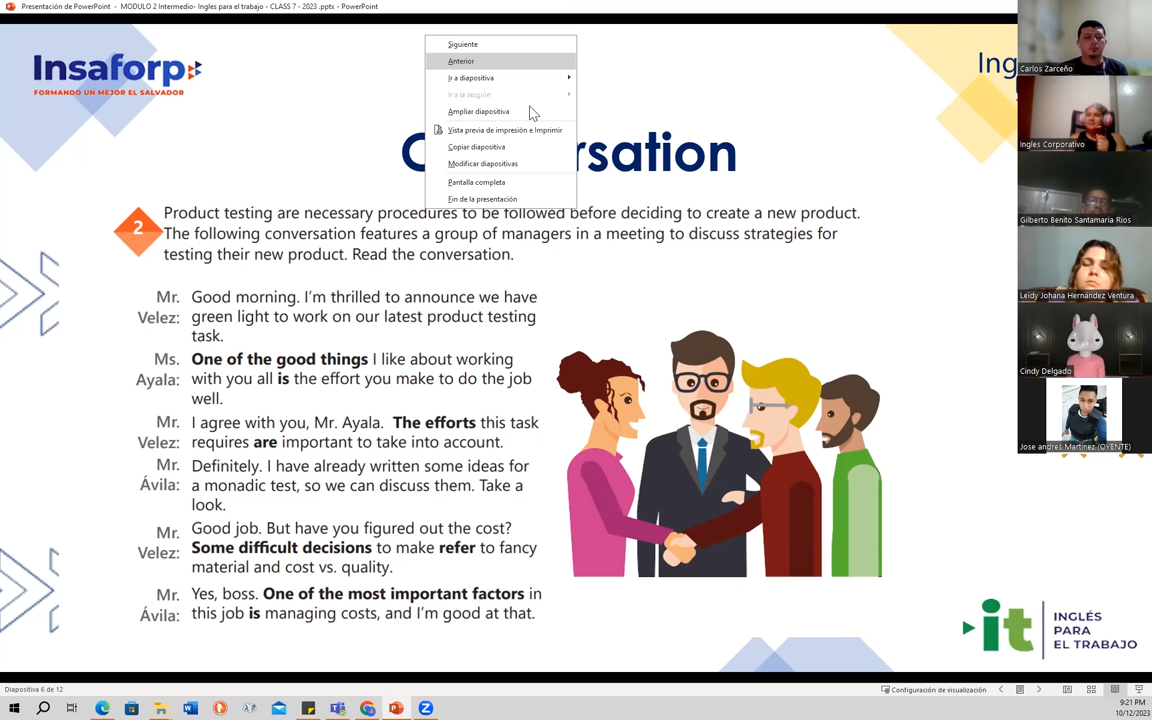 Presentación de PowerPoint - MODULO 2 Intermedio- Ingles para el trabajo - CLASS 7 - 2023 .pptx - PowerPoint
Insaforp
FORMANDO UN MEJOR EL SALVADOR
Siguiente
Anterior
Ir a diapositiva
Ir a la sección
Ampliar diapositiva
Vista previa de impresión e Imprimir
Copiar diapositiva
Modificar diapositivas
Pantalla completa
Fin de la presentación
2
Product testing are necessary procedures to be followed before deciding to create a new product.
The following conversation features a group of managers in a meeting to discuss strategies for
testing their new product. Read the conversation.
Mr. Velez: Good morning. I'm thrilled to announce we have
green light to work on our latest product testing
task.
Ms. Ayala: One of the good things I like about working
with you all is the effort you make to do the job
well.
Mr. Velez: I agree with you, Mr. Ayala. The efforts this task
requires are important to take into account.
Mr. Ávila: Definitely. I have already written some ideas for
a monadic test, so we can discuss them. Take a
look.
Mr. Velez: Good job. But have you figured out the cost?
Some difficult decisions to make refer to fancy
material and cost vs. quality.
Mr. Ávila: Yes, boss. One of the most important factors in
this job is managing costs, and I'm good at that.
it
INGLÉS
PARA
EL TRABAJO
Carlos Zarceño
Ingles Corporativo
Gilberto Benito Santamaria Rios
Leidy Johana Hernández Ventura
Cindy Delgado
Jose andres Martinez (OYENTE)
Diapositiva 6 de 12
Configuración de visualización
9:21 PM
10/12/2023